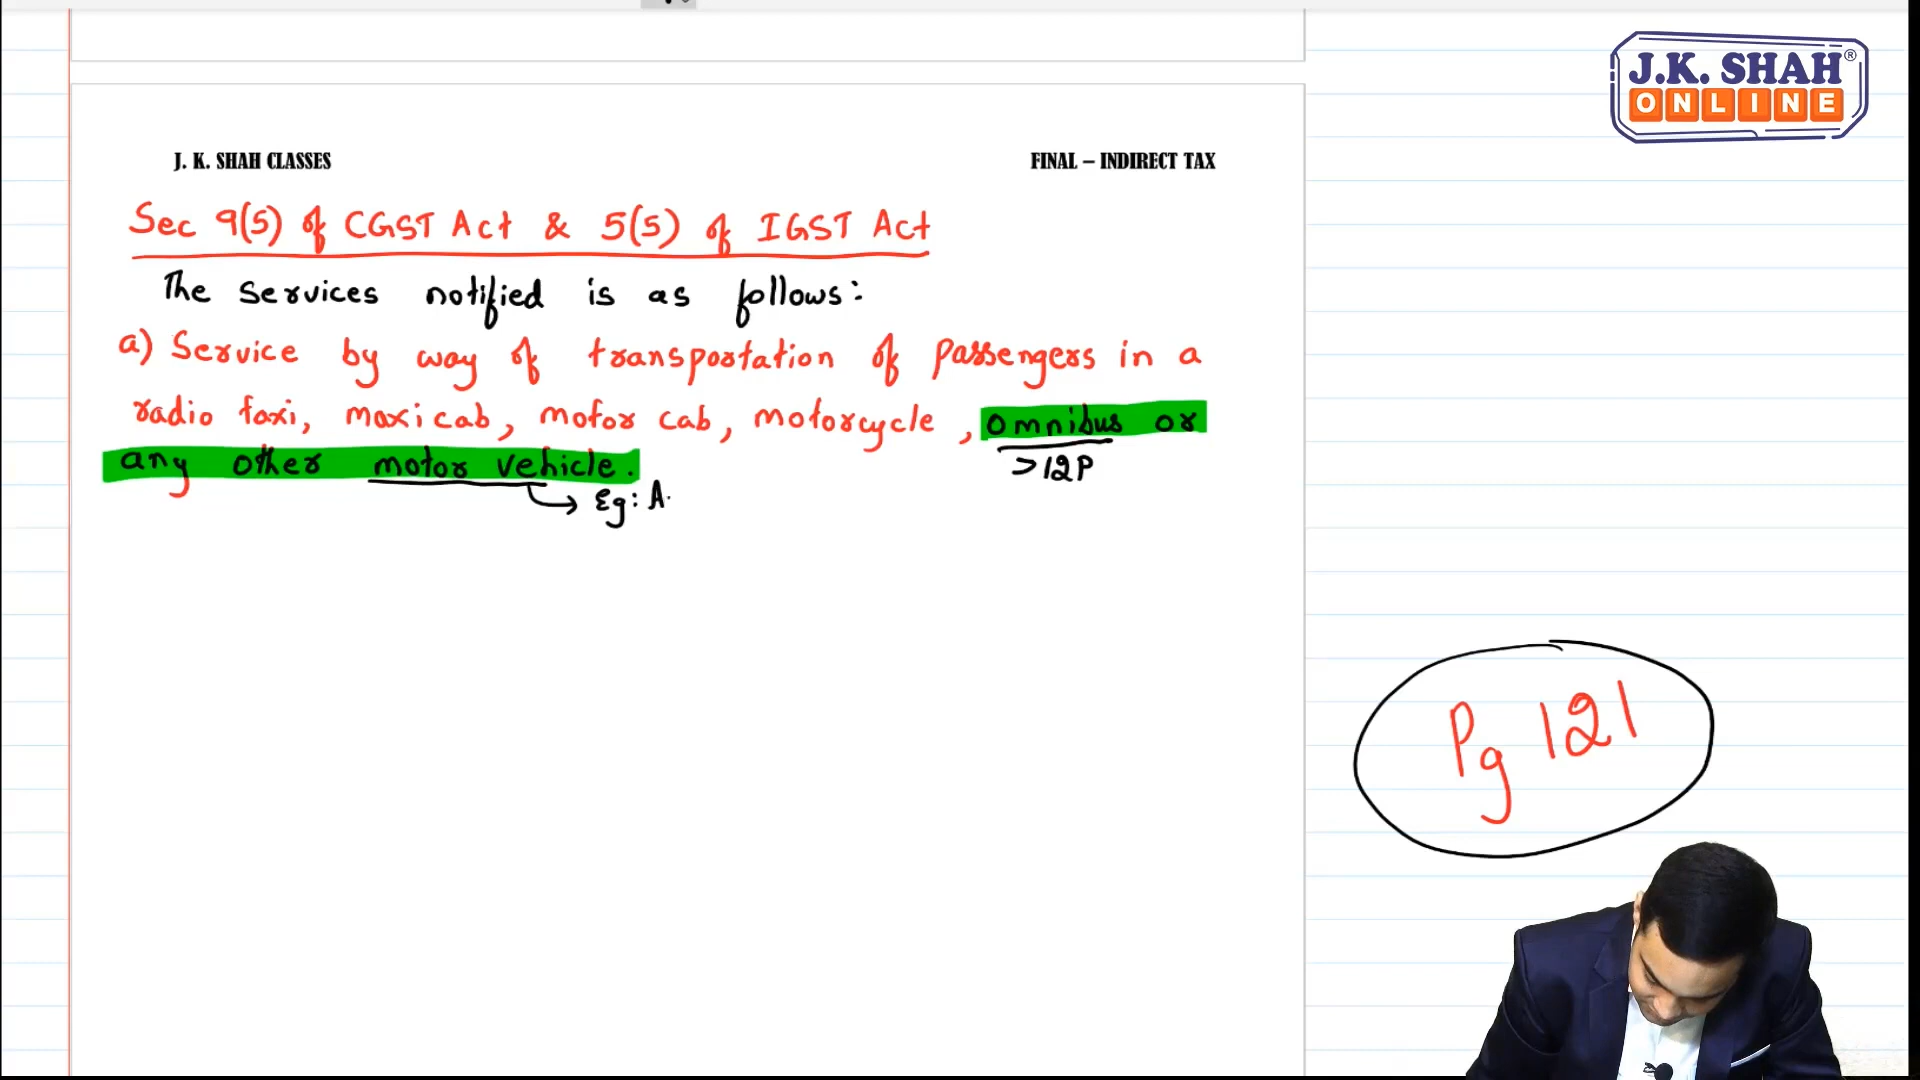 J.K. SHAH®
ONLINE
J. K. SHAH CLASSES FINAL – INDIRECT TAX
Sec 9(5) of CGST Act & 5(5) of IGST Act
The Services notified is as follows:
a) Service by way of transportation of passengers in a
radio taxi, maxicab, motor cab, motorcycle, omnibus or
any other motor vehicle.
>12P
Eg: A
Pg 121